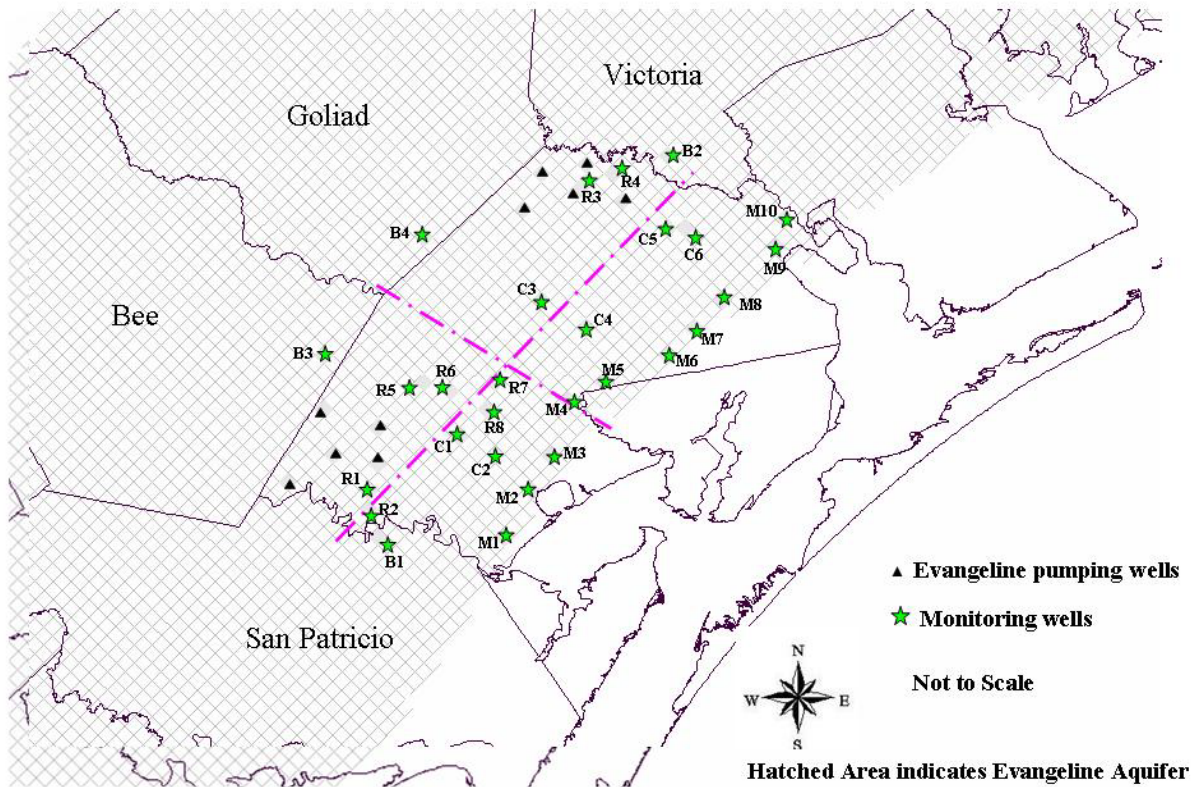 Victoria
Goliad
B2
R4
R3
M10
B4
C5
C6
M9
C3
M8
Bee
C4
M7
B3
M6
R6
M5
R5
R7
M4
R8
C1
C2
M3
R1
M2
R2
M1
B1
Evangeline pumping wells
Monitoring wells
San Patricio
N
Not to Scale
W
E
S
Hatched Area indicates Evangeline Aquifer